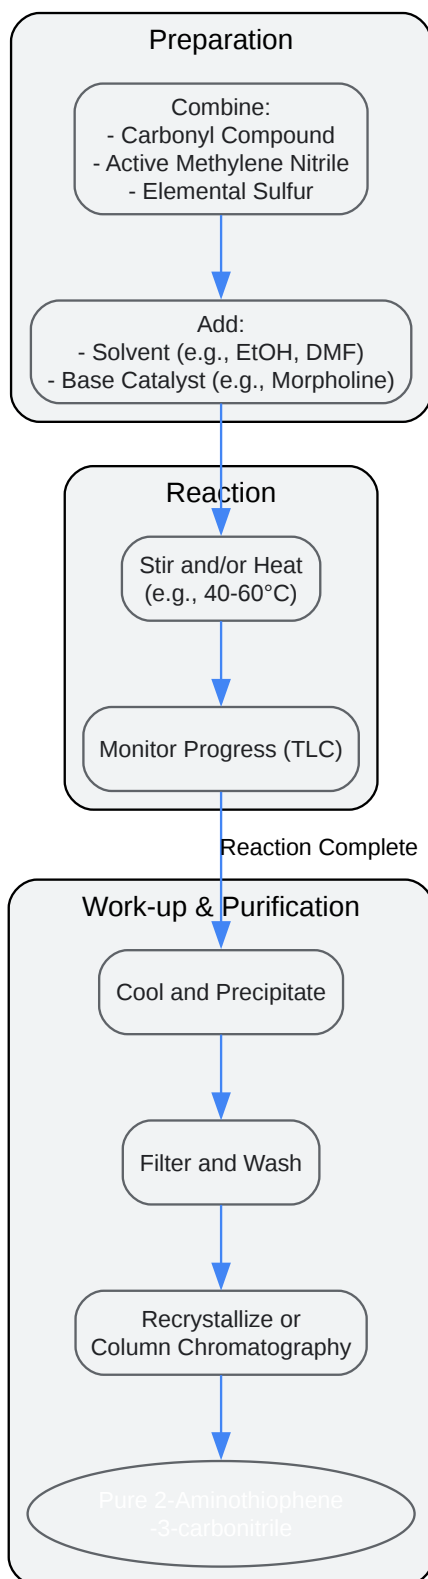 Preparation
Combine:
- Carbonyl Compound
- Active Methylene Nitrile
- Elemental Sulfur
Add:
- Solvent (e.g., EtOH, DMF)
- Base Catalyst (e.g., Morpholine)
Reaction
Stir and/or Heat
(e.g., 40-60°C)
Monitor Progress (TLC)
Reaction Complete
Work-up & Purification
Cool and Precipitate
Filter and Wash
Recrystallize or
Column Chromatography
Pure 2-Aminothiophene
-3-carbonitrile